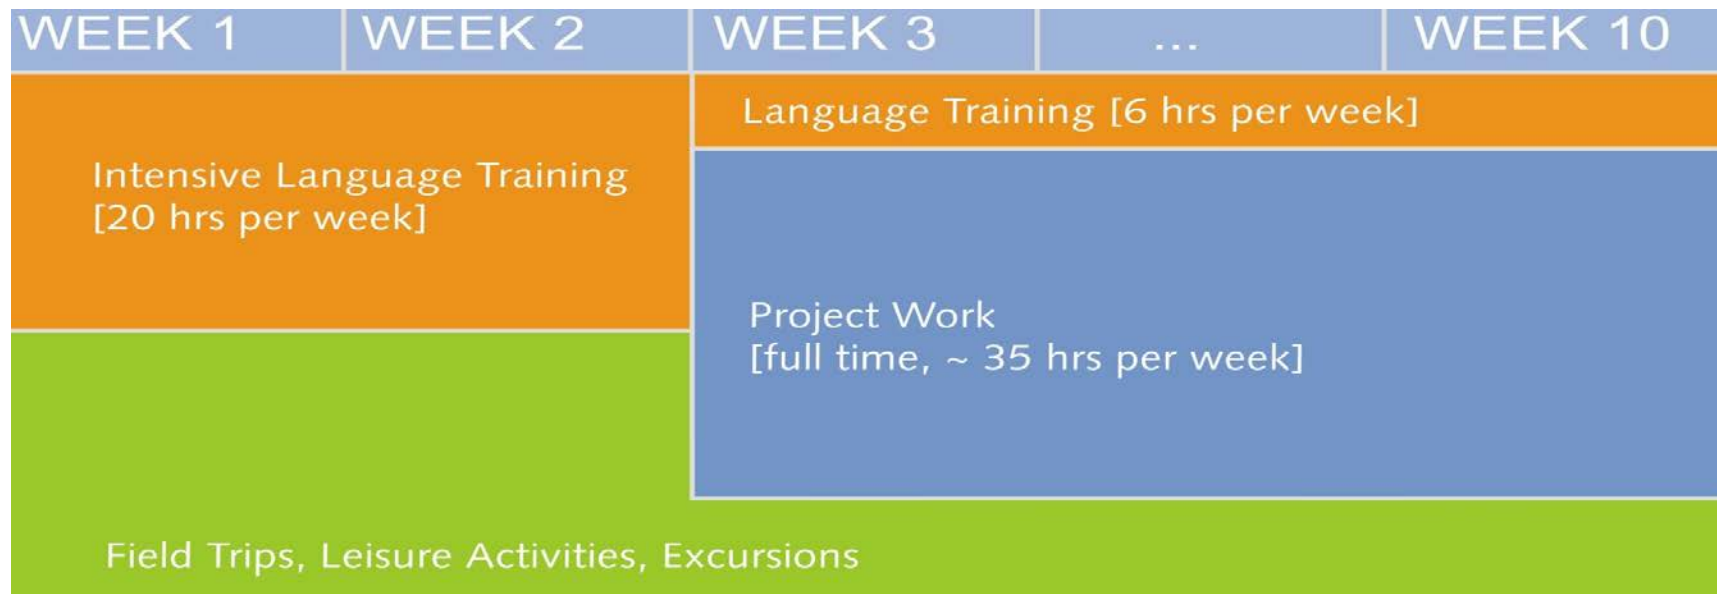 WEEK 1
WEEK 2
WEEK 3
...
WEEK 10
Language Training [6 hrs per week]
Intensive Language Training
[20 hrs per week]
Project Work
[full time, ~ 35 hrs per week]
Field Trips, Leisure Activities, Excursions